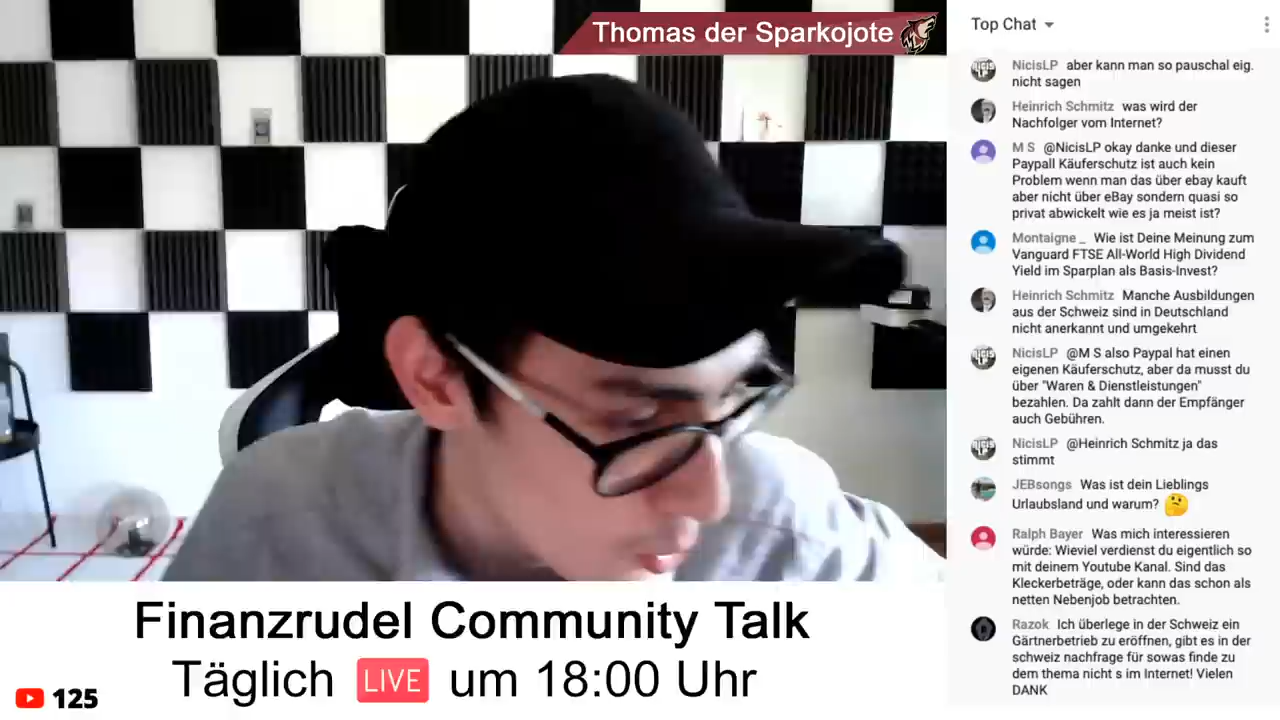 Thomas der Sparkojote
Finanzrudel Community Talk
Täglich LIVE um 18:00 Uhr
125
Top Chat
NicisLP aber kann man so pauschal eig.
nicht sagen
Heinrich Schmitz was wird der
Nachfolger vom Internet?
M S @NicisLP okay danke und dieser
Paypall Käuferschutz ist auch kein
Problem wenn man das über ebay kauft
aber nicht über eBay sondern quasi so
privat abwickelt wie es ja meist ist?
Montaigne _ Wie ist Deine Meinung zum
Vanguard FTSE All-World High Dividend
Yield im Sparplan als Basis-Invest?
Heinrich Schmitz Manche Ausbildungen
aus der Schweiz sind in Deutschland
nicht anerkannt und umgekehrt
NicisLP @M S also Paypal hat einen
eigenen Käuferschutz, aber da musst du
über "Waren & Dienstleistungen"
bezahlen. Da zahlt dann der Empfänger
auch Gebühren.
NicisLP @Heinrich Schmitz ja das
stimmt
JEBsongs Was ist dein Lieblings
Urlaubsland und warum? 🤔
Ralph Bayer Was mich interessieren
würde: Wieviel verdienst du eigentlich so
mit deinem Youtube Kanal. Sind das
Kleckerbeträge, oder kann das schon als
netten Nebenjob betrachten.
Razok Ich überlege in der Schweiz ein
Gärtnerbetrieb zu eröffnen, gibt es in der
schweiz nachfrage für sowas finde zu
dem thema nicht s im Internet! Vielen
DANK